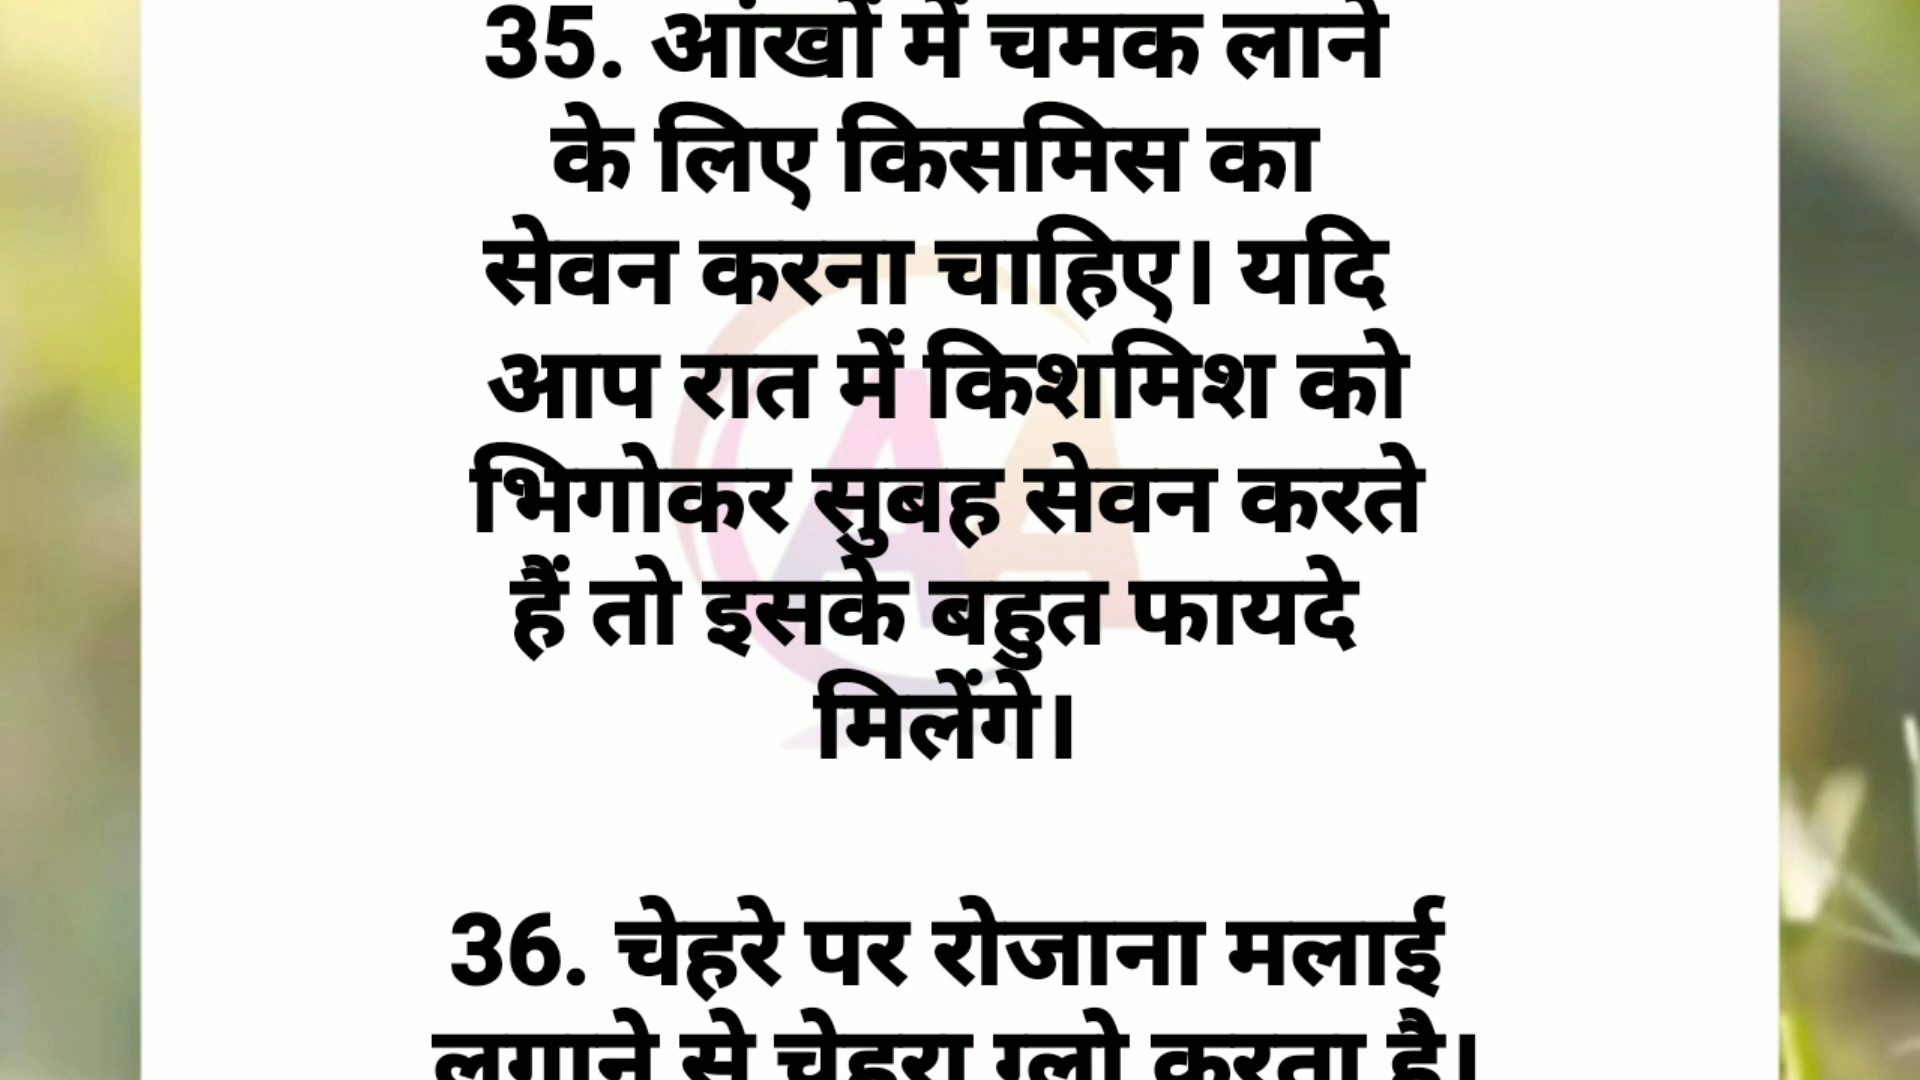 35. आंखों में चमक लाने
के लिए किसमिस का
सेवन करना चाहिए। यदि
आप रात में किशमिश को
भिगोकर सुबह सेवन करते
हैं तो इसके बहुत फायदे
मिलेंगे।
36. चेहरे पर रोजाना मलाई
लगाने से चेहरा ग्लो करता है।